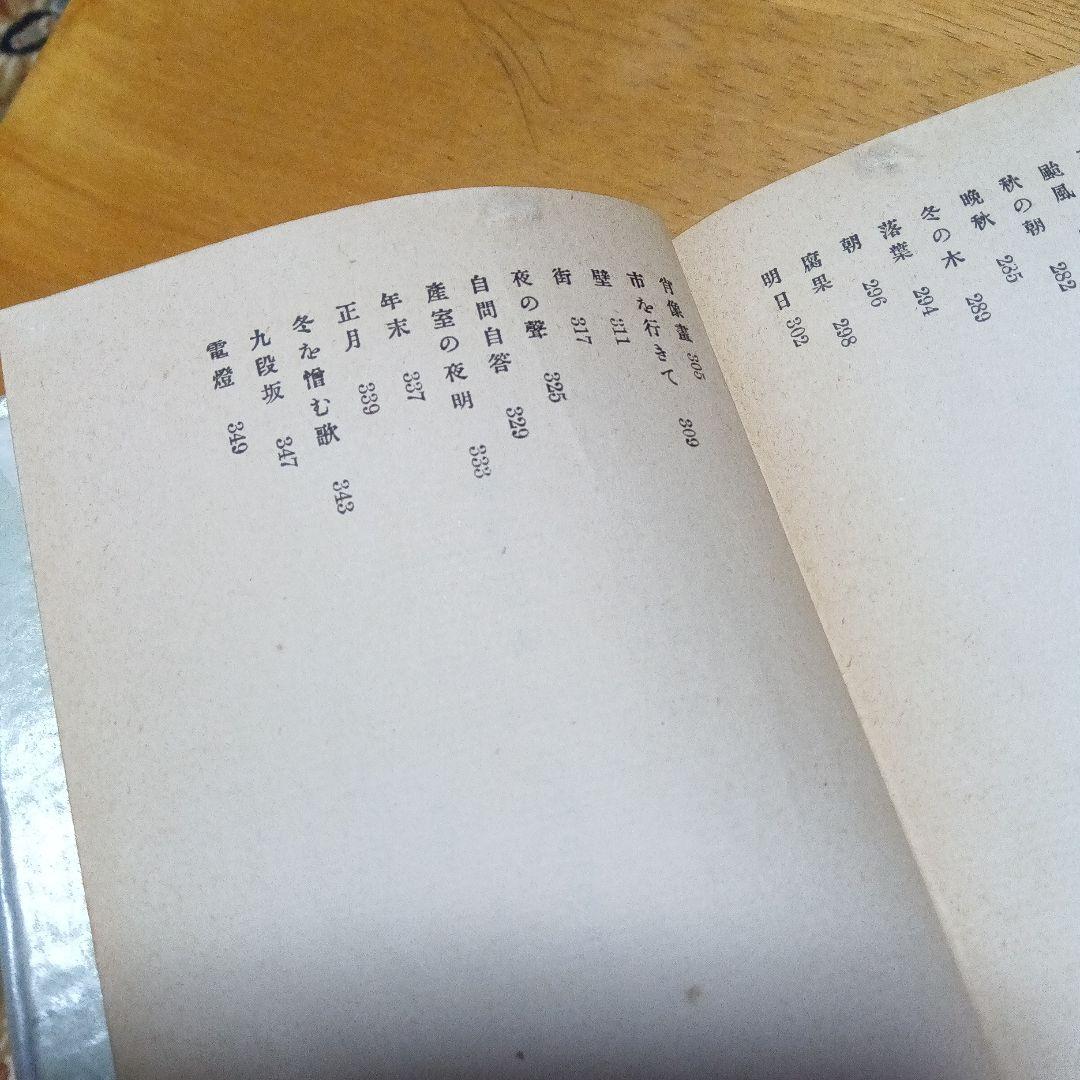 颱風 282
秋の朝 285
晩秋 289
冬の木 294
落葉 296
朝 298
腐果
明日 302
肖像畫 305
市を行きて 309
壁 311
街 317
夜の聲 325
自問自答 329
產室の夜明 333
年末 337
正月 339
冬を憎む歌 343
九段坂 347
電燈 349